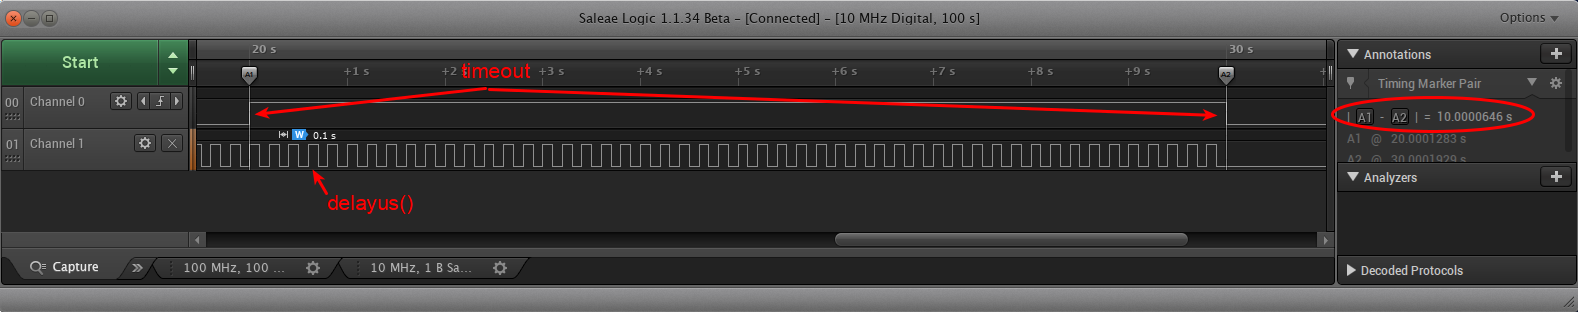 Saleae Logic 1.1.34 Beta – [Connected] – [10 MHz Digital, 100 s]
Options
Start
20 s
30 s
Annotations
A1
+1 s
+2 s
timeout
+3 s
+4 s
+5 s
+6 s
+7 s
+8 s
+9 s
A2
+
Timing Marker Pair
00
Channel 0
| A1 - A2 | = 10.0000646 s
W 0.1 s
01
Channel 1
A1 @ 20.0001283 s
A2 @ 30.0001929 s
Analyzers
delayus()
Capture
100 MHz, 100 ...
10 MHz, 1 B Sa...
Decoded Protocols